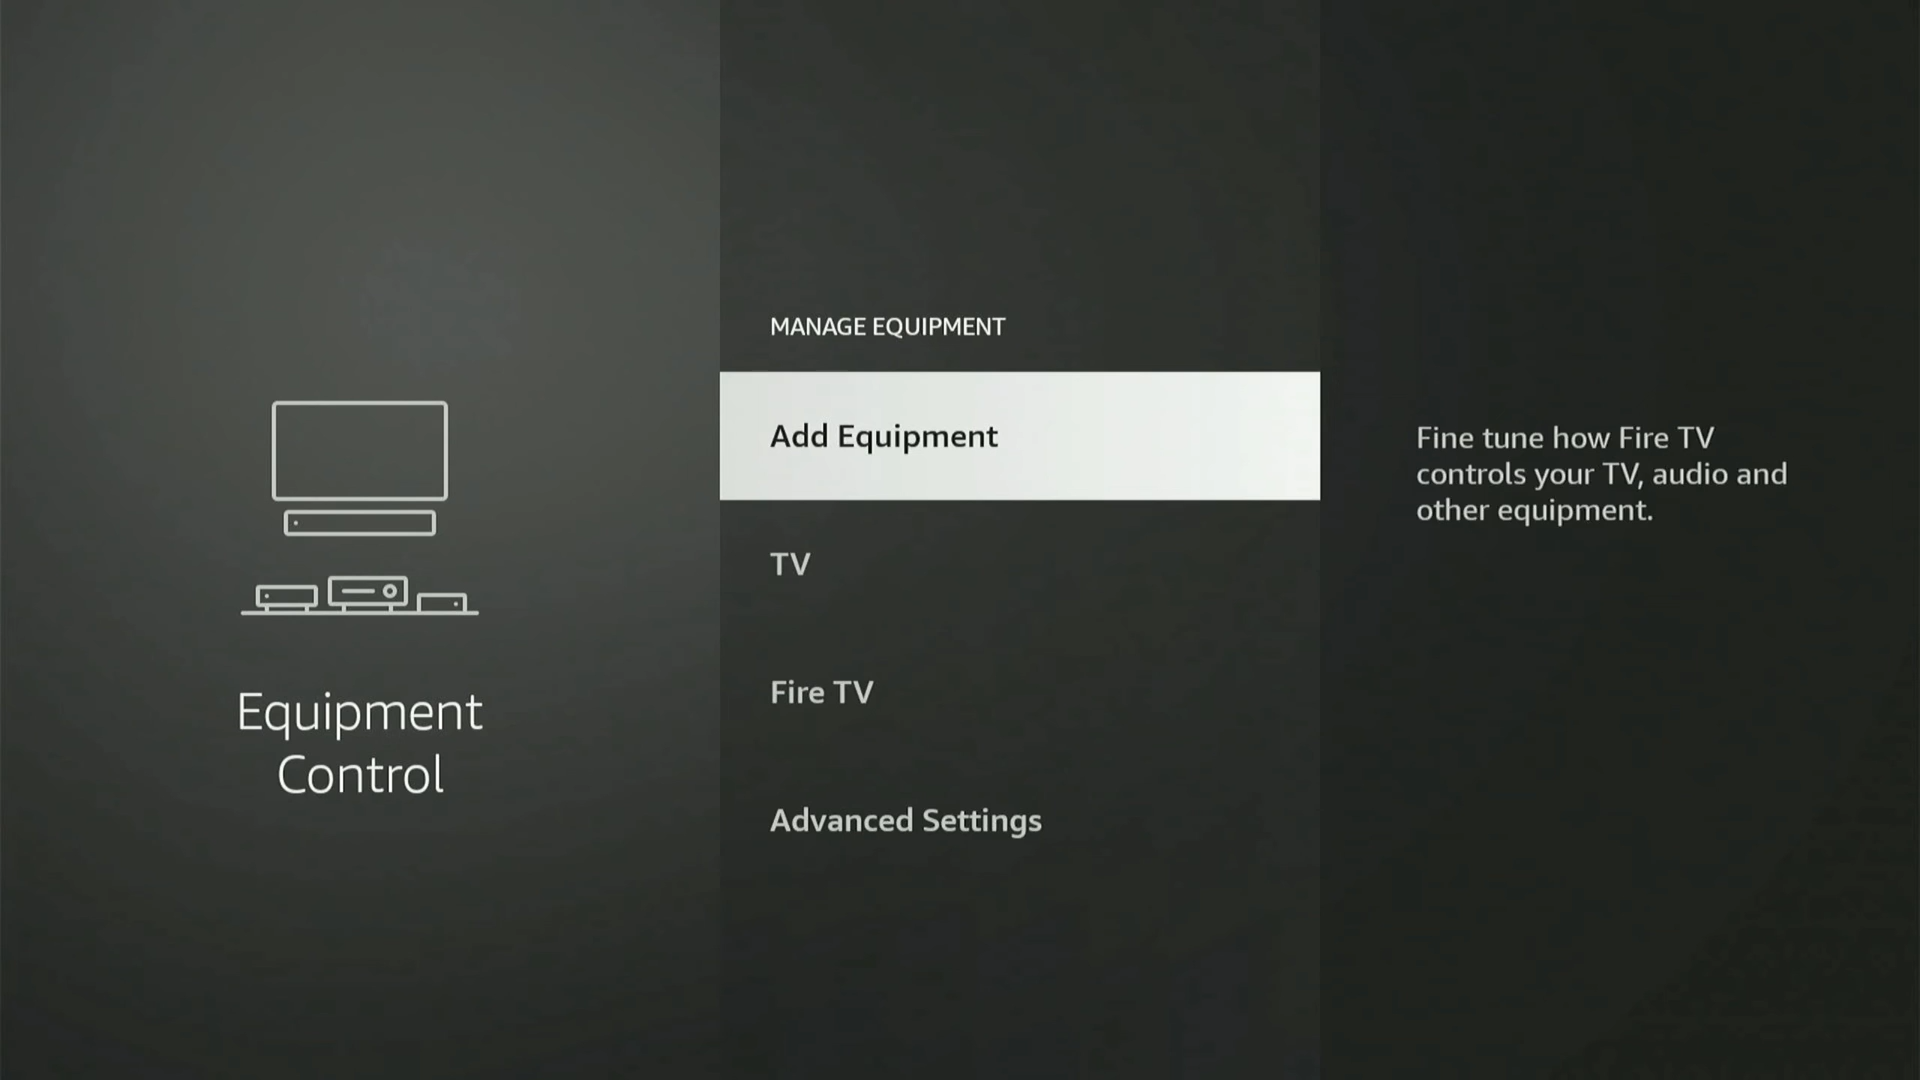 Equipment
Control
MANAGE EQUIPMENT
Add Equipment
TV
Fire TV
Advanced Settings
Fine tune how Fire TV
controls your TV, audio and
other equipment.